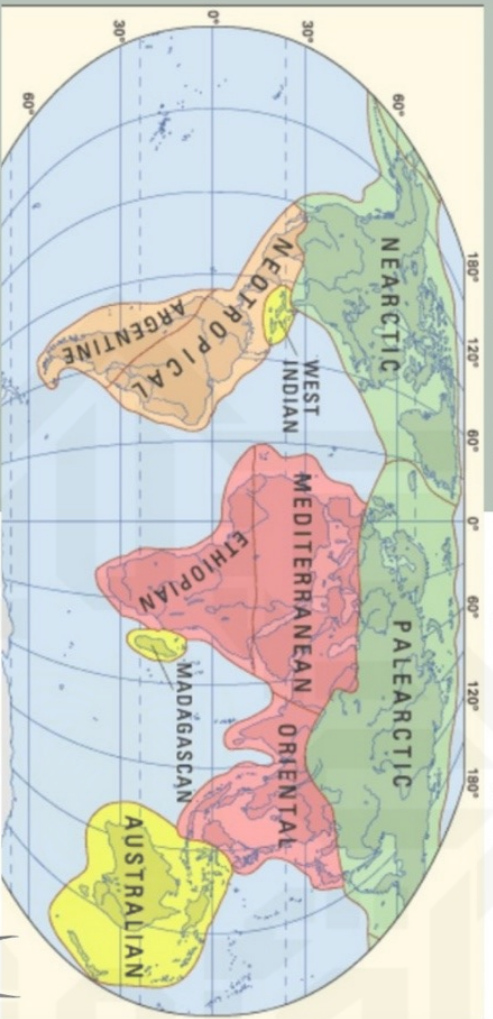 180° 120° 60° 0° 60° 120° 180°
60°
NEARCTIC
PALEARCTIC
30°
WEST
INDIAN
MEDITERRANEAN
ORIENTAL
NEOTROPICAL
ETHIOPIAN
0°
ARGENTINE
MADAGASCAN
AUSTRALIAN
30°
60°